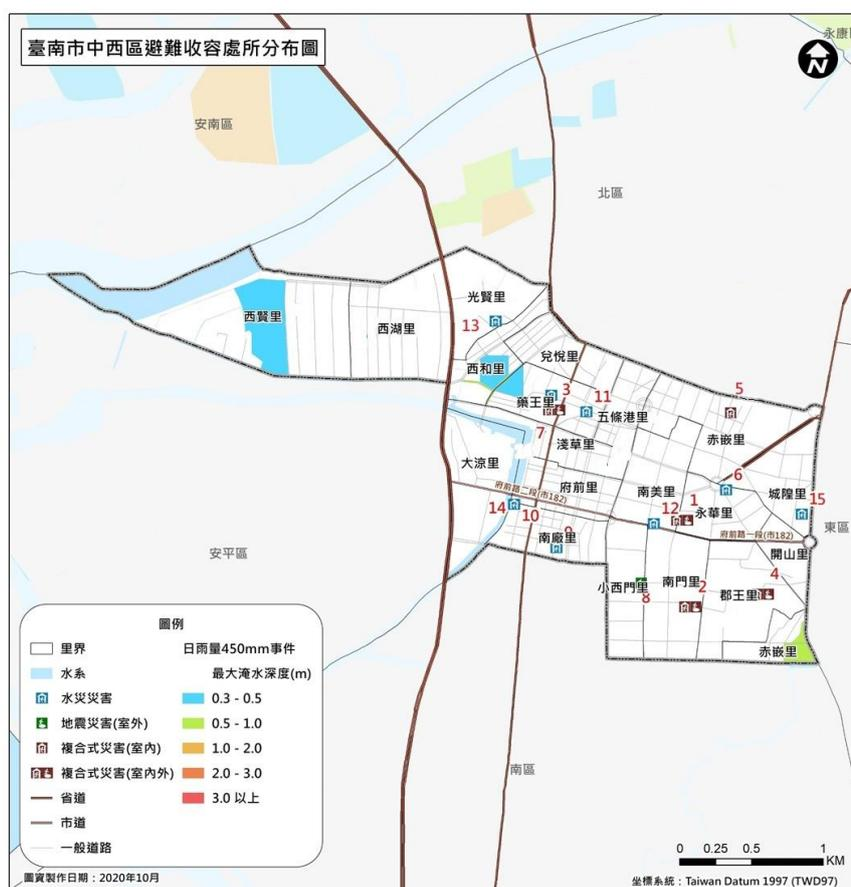 臺南市中西區避難收容處所分布圖
永康
N
安南區
北區
光賢里
西賢里
西湖里
13
兌悅里
西和里
3
11
5
藥王里
五條港里
7
淺草里
赤嵌里
大涼里
6
府前里
南美里
1
城隍里
15
府前路二段(市182)
14
10
12
永華里
東區
南廠里
府前路一段(市182)
開山里
安平區
4
小西門里
南門里
2
郡王里
8
赤嵌里
圖例
里界
日雨量450mm事件
水系
最大淹水深度(m)
水災災害
0.3 - 0.5
地震災害(室外)
0.5 - 1.0
複合式災害(室內)
1.0 - 2.0
複合式災害(室內外)
2.0 - 3.0
省道
3.0 以上
市道
一般道路
南區
0 0.25 0.5 1
KM
圖資製作日期：2020年10月
坐標系統：Taiwan Datum 1997 (TWD97)